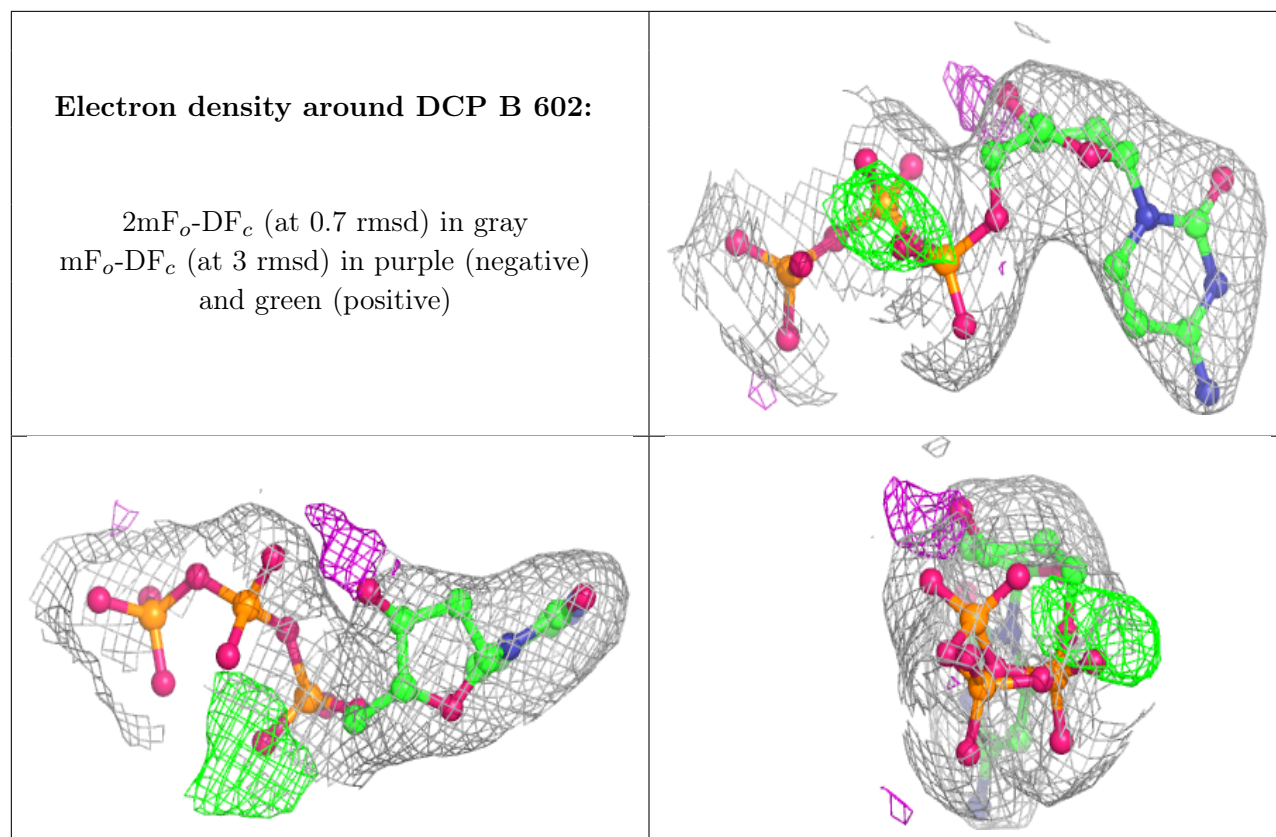 Electron density around DCP B 602:
2mFₒ-DF𝒸 (at 0.7 rmsd) in gray
mFₒ-DF𝒸 (at 3 rmsd) in purple (negative)
and green (positive)